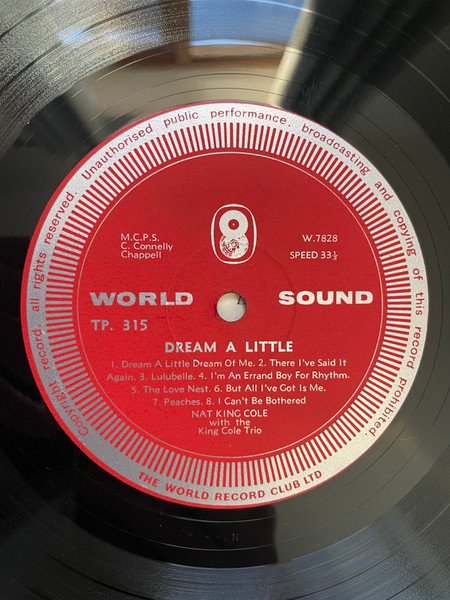 Copyright record. all rights reserved. Unauthorised public performance. broadcasting and copying of this record prohibited.
8
M.C.P.S.
C. Connelly
Chappell
W.7828
SPEED 33⅓
WORLD SOUND
TP. 315
DREAM A LITTLE
1. Dream A Little Dream Of Me. 2. There I've Said It
Again. 3. Lulubelle. 4. I'm An Errand Boy For Rhythm.
5. The Love Nest. 6. But All I've Got Is Me.
7. Peaches. 8. I Can't Be Bothered
NAT KING COLE
with the
King Cole Trio
THE WORLD RECORD CLUB LTD